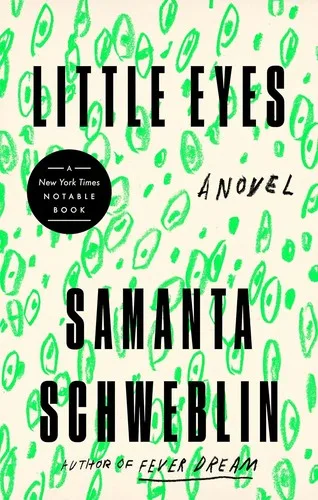 LITTLE EYES
A
New York Times
NOTABLE
BOOK
A NOVEL
SAMANTA
SCHWEBLIN
AUTHOR OF FEVER DREAM